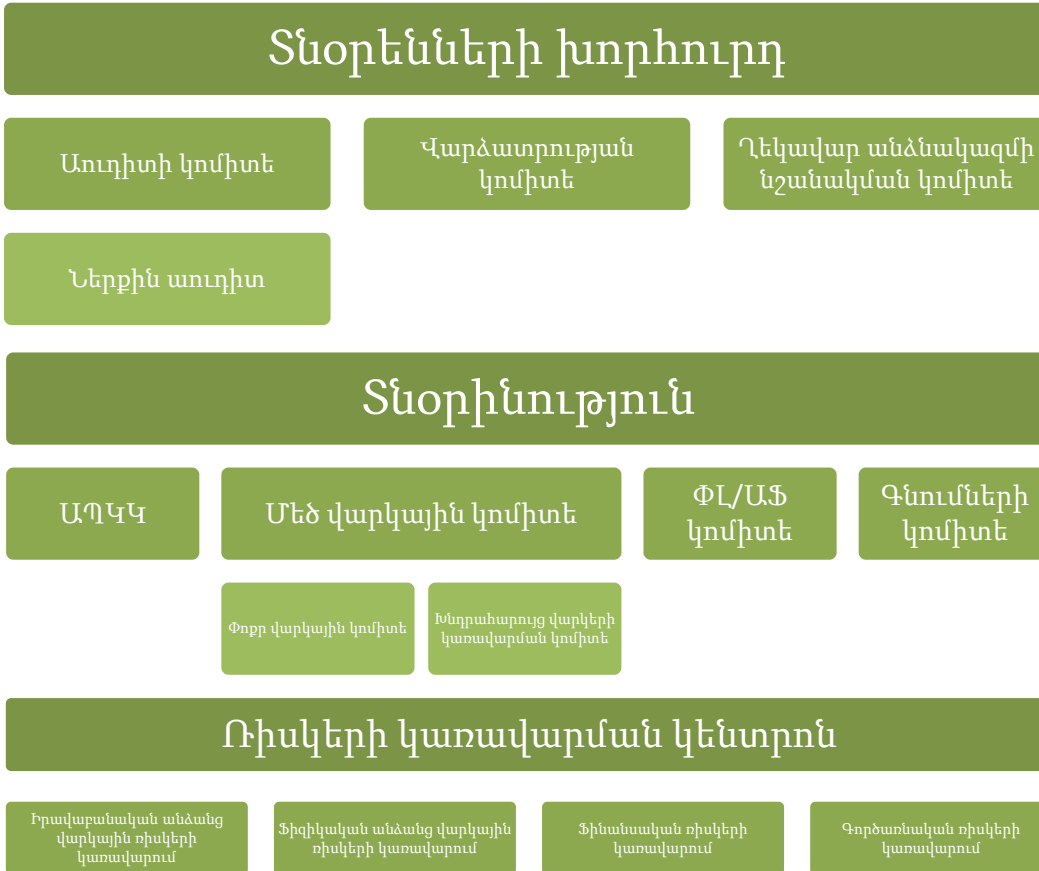 Տնօրենների խորհուրդ
Աուդիտի կոմիտե
Վարձատրության
կոմիտե
Ղեկավար անձնակազմի
նշանակման կոմիտե
Ներքին աուդիտ
Տնօրինություն
ԱՊԿԿ
Մեծ վարկային կոմիտե
ՓԼ/ԱՖ
կոմիտե
Գնումների
կոմիտե
Փոքր վարկային կոմիտե
Խնդրահարույց վարկերի
կառավարման կոմիտե
Ռիսկերի կառավարման կենտրոն
Իրավաբանական անձանց
վարկային ռիսկերի
կառավարում
Ֆիզիկական անձանց վարկային
ռիսկերի կառավարում
Ֆինանսական ռիսկերի
կառավարում
Գործառնական ռիսկերի
կառավարում